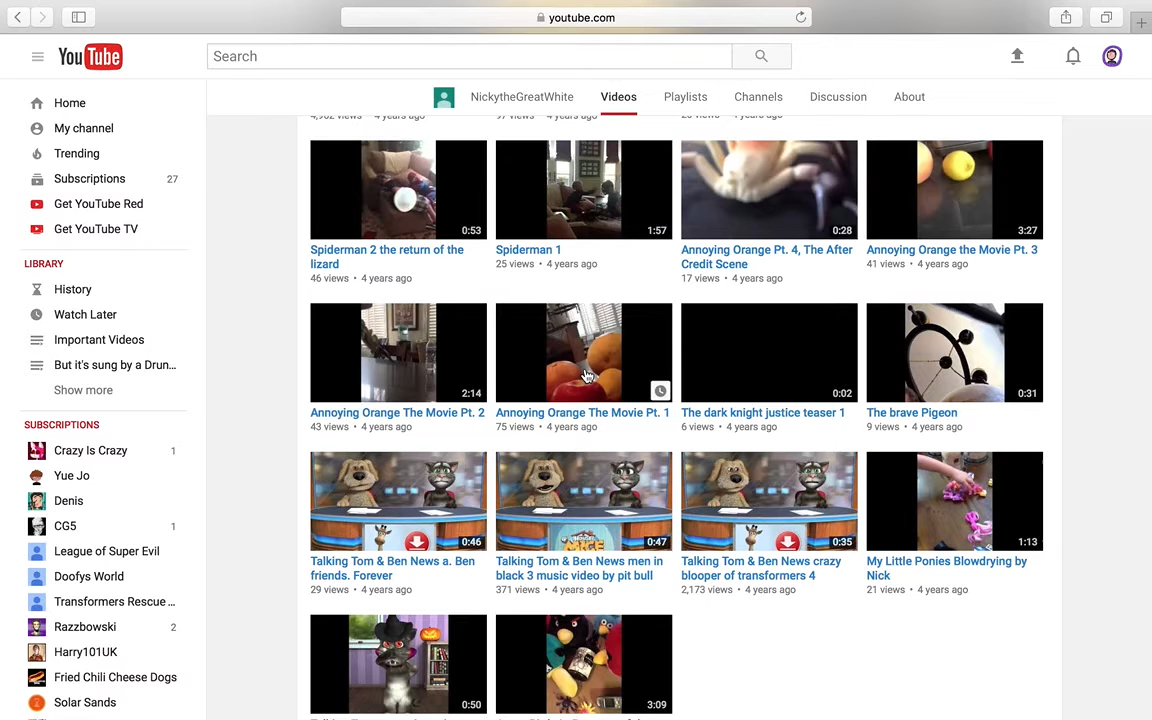 youtube.com
YouTube
Search
NickytheGreatWhite
Videos
Playlists
Channels
Discussion
About
Home
My channel
Trending
Subscriptions 27
Get YouTube Red
Get YouTube TV
LIBRARY
History
Watch Later
Important Videos
But it's sung by a Drun...
Show more
SUBSCRIPTIONS
Crazy Is Crazy 1
Yue Jo
Denis
CG5 1
League of Super Evil
Doofys World
Transformers Rescue ...
Razzbowski 2
Harry101UK
Fried Chili Cheese Dogs
Solar Sands
0:53
Spiderman 2 the return of the
lizard
46 views • 4 years ago
1:57
Spiderman 1
25 views • 4 years ago
0:28
Annoying Orange Pt. 4, The After
Credit Scene
17 views • 4 years ago
3:27
Annoying Orange the Movie Pt. 3
41 views • 4 years ago
2:14
Annoying Orange The Movie Pt. 2
43 views • 4 years ago
Annoying Orange The Movie Pt. 1
75 views • 4 years ago
0:02
The dark knight justice teaser 1
6 views • 4 years ago
0:31
The brave Pigeon
9 views • 4 years ago
0:46
Talking Tom & Ben News a. Ben
friends. Forever
29 views • 4 years ago
0:47
Talking Tom & Ben News men in
black 3 music video by pit bull
371 views • 4 years ago
0:35
Talking Tom & Ben News crazy
blooper of transformers 4
2,173 views • 4 years ago
1:13
My Little Ponies Blowdrying by
Nick
21 views • 4 years ago
0:50
3:09